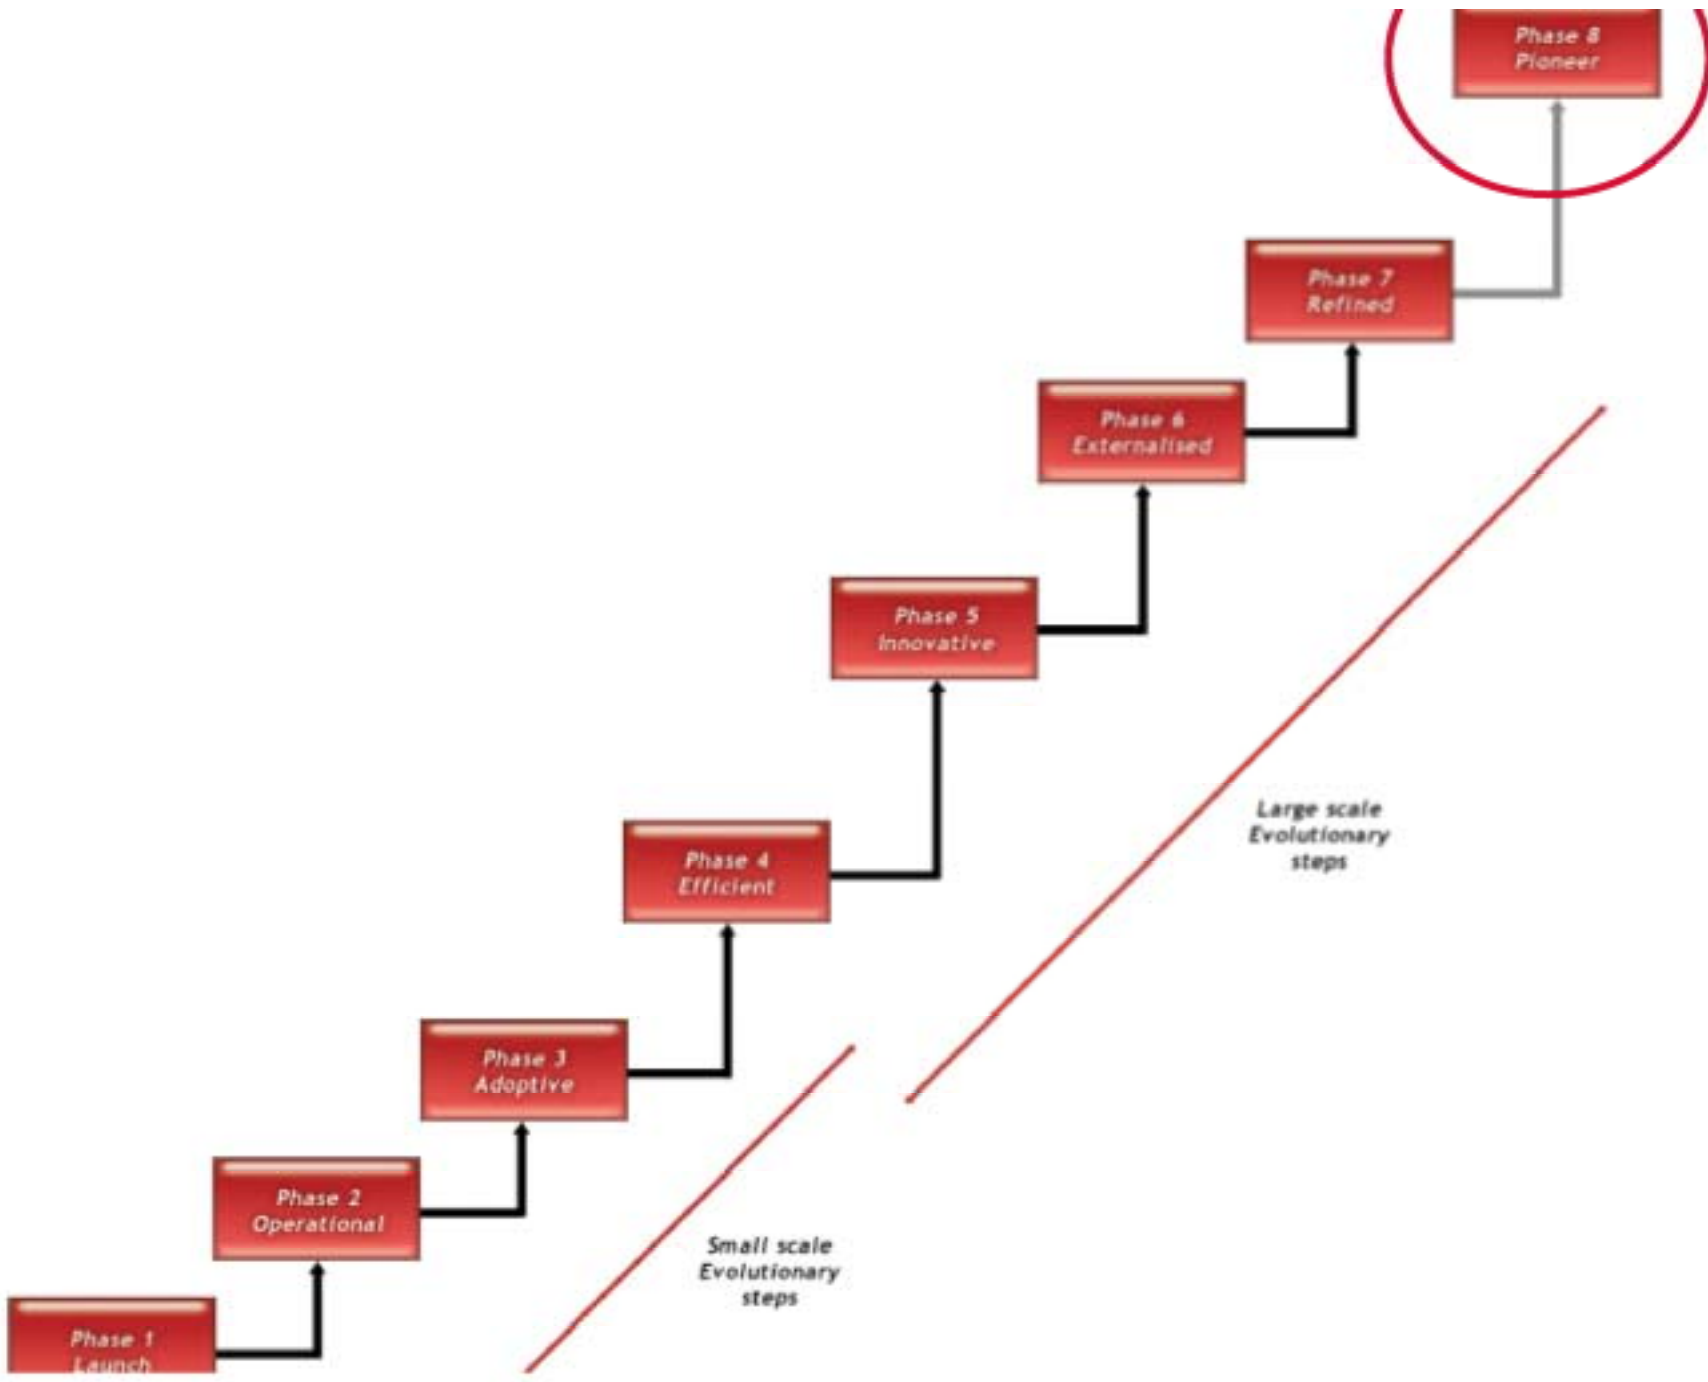 Phase 8
Pioneer
Phase 7
Refined
Phase 6
Externalised
Phase 5
Innovative
Large scale
Evolutionary
steps
Phase 4
Efficient
Phase 3
Adoptive
Phase 2
Operational
Small scale
Evolutionary
steps
Phase 1
Launch